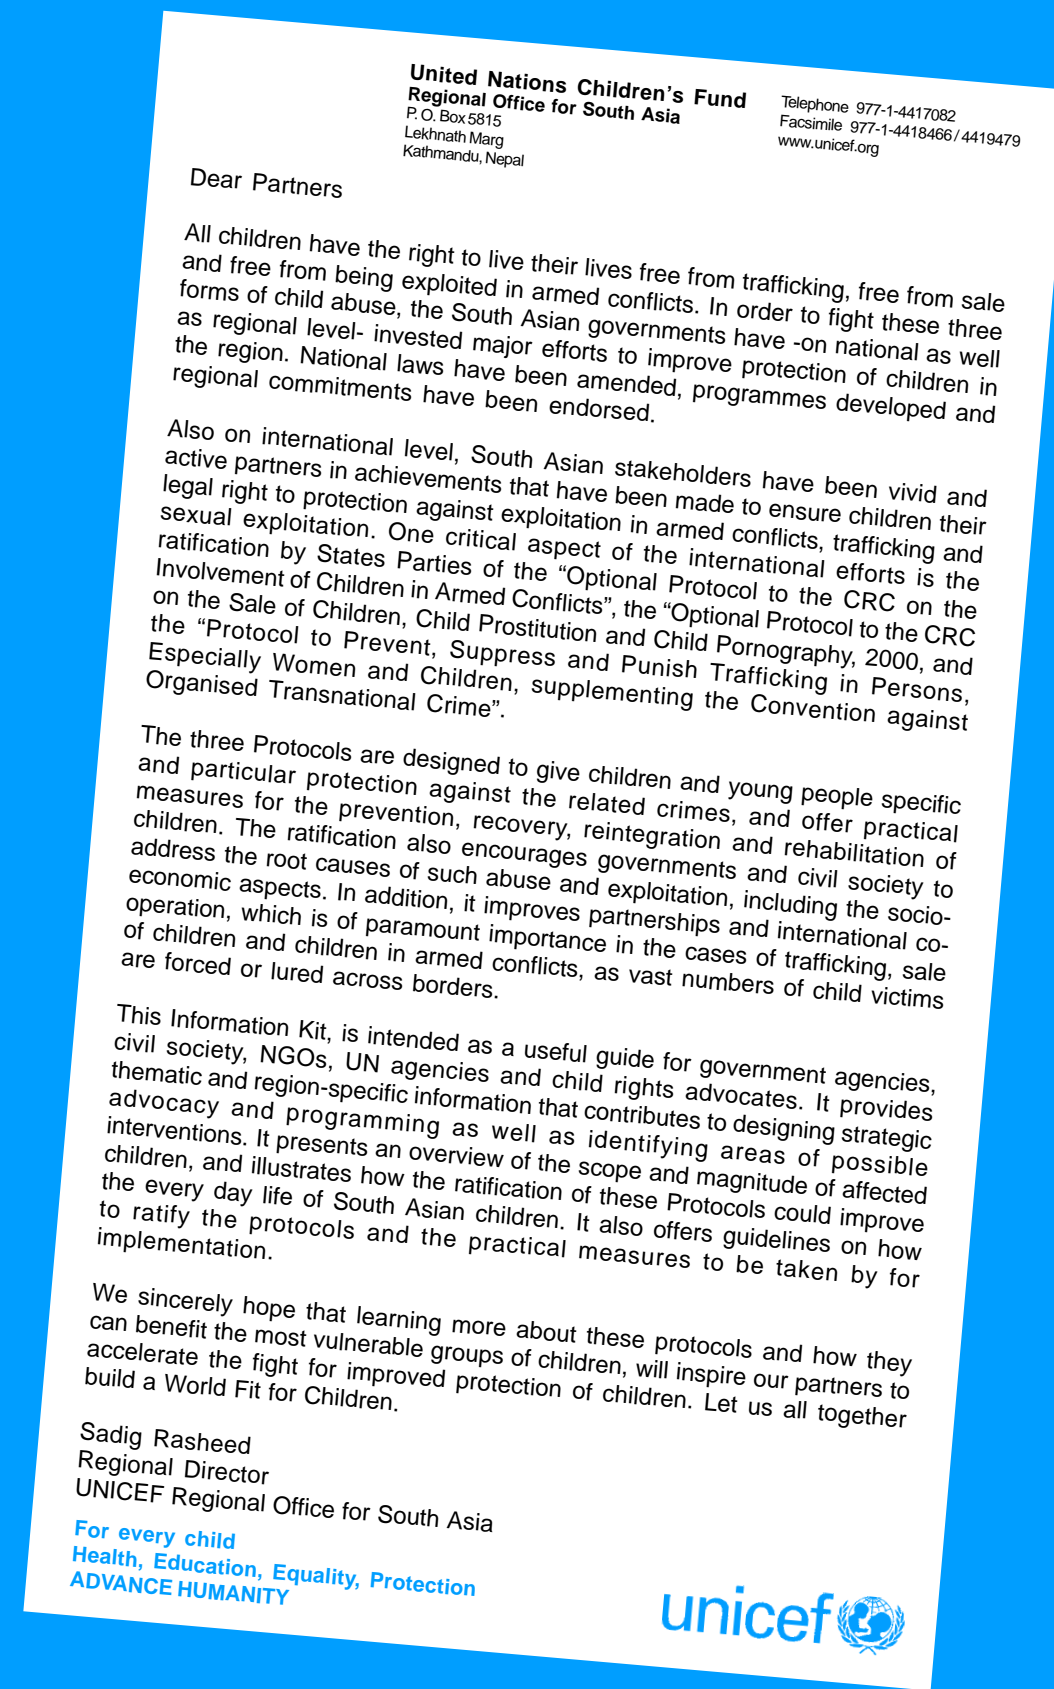 United Nations Children's Fund
Regional Office for South Asia
P. O. Box 5815
Lekhnath Marg
Kathmandu, Nepal
Telephone 977-1-4417082
Facsimile 977-1-4418466 / 4419479
www.unicef.org
Dear Partners
All children have the right to live their lives free from trafficking, free from sale
and free from being exploited in armed conflicts. In order to fight these three
forms of child abuse, the South Asian governments have -on national as well
as regional level- invested major efforts to improve protection of children in
the region. National laws have been amended, programmes developed and
regional commitments have been endorsed.
Also on international level, South Asian stakeholders have been vivid and
active partners in achievements that have been made to ensure children their
legal right to protection against exploitation in armed conflicts, trafficking and
sexual exploitation. One critical aspect of the international efforts is the
ratification by States Parties of the “Optional Protocol to the CRC on the
Involvement of Children in Armed Conflicts”, the “Optional Protocol to the CRC
on the Sale of Children, Child Prostitution and Child Pornography, 2000, and
the “Protocol to Prevent, Suppress and Punish Trafficking in Persons,
Especially Women and Children, supplementing the Convention against
Organised Transnational Crime”.
The three Protocols are designed to give children and young people specific
and particular protection against the related crimes, and offer practical
measures for the prevention, recovery, reintegration and rehabilitation of
children. The ratification also encourages governments and civil society to
address the root causes of such abuse and exploitation, including the socio-
economic aspects. In addition, it improves partnerships and international co-
operation, which is of paramount importance in the cases of trafficking, sale
of children and children in armed conflicts, as vast numbers of child victims
are forced or lured across borders.
This Information Kit, is intended as a useful guide for government agencies,
civil society, NGOs, UN agencies and child rights advocates. It provides
thematic and region-specific information that contributes to designing strategic
advocacy and programming as well as identifying areas of possible
interventions. It presents an overview of the scope and magnitude of affected
children, and illustrates how the ratification of these Protocols could improve
the every day life of South Asian children. It also offers guidelines on how
to ratify the protocols and the practical measures to be taken by for
implementation.
We sincerely hope that learning more about these protocols and how they
can benefit the most vulnerable groups of children, will inspire our partners to
accelerate the fight for improved protection of children. Let us all together
build a World Fit for Children.
Sadig Rasheed
Regional Director
UNICEF Regional Office for South Asia
For every child
Health, Education, Equality, Protection
ADVANCE HUMANITY
unicef